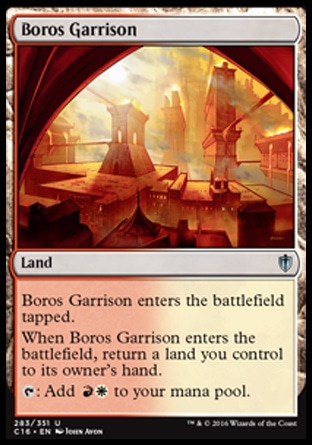 Boros Garrison
Land
Boros Garrison enters the battlefield
tapped.
When Boros Garrison enters the
battlefield, return a land you control
to its owner's hand.
: Add to your mana pool.
283/351 U
C16 • EN John Avon
™ & © 2016 Wizards of the Coast